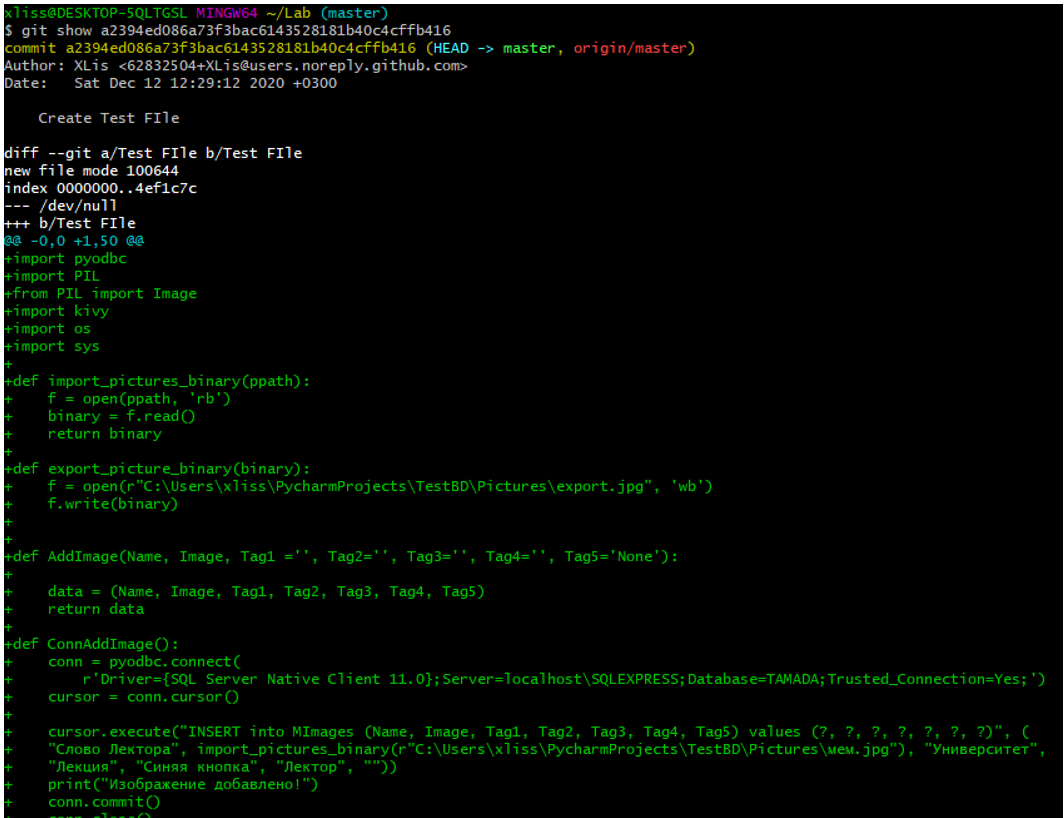 xliss@DESKTOP-5QLTGSL MINGW64 ~/Lab (master)
$ git show a2394ed086a73f3bac6143528181b40c4cffb416
commit a2394ed086a73f3bac6143528181b40c4cffb416 (HEAD -> master, origin/master)
Author: XLis <62832504+XLis@users.noreply.github.com>
Date:   Sat Dec 12 12:29:12 2020 +0300

    Create Test FIle

diff --git a/Test FIle b/Test FIle
new file mode 100644
index 0000000..4ef1c7c
--- /dev/null
+++ b/Test FIle
@@ -0,0 +1,50 @@
+import pyodbc
+import PIL
+from PIL import Image
+import kivy
+import os
+import sys
+
+def import_pictures_binary(ppath):
+    f = open(ppath, 'rb')
+    binary = f.read()
+    return binary
+
+def export_picture_binary(binary):
+    f = open(r"C:\Users\xliss\PycharmProjects\TestBD\Pictures\export.jpg", 'wb')
+    f.write(binary)
+
+
+def AddImage(Name, Image, Tag1 ='', Tag2='', Tag3='', Tag4='', Tag5='None'):
+
+    data = (Name, Image, Tag1, Tag2, Tag3, Tag4, Tag5)
+    return data
+
+def ConnAddImage():
+    conn = pyodbc.connect(
+        r'Driver={SQL Server Native Client 11.0};Server=localhost\SQLEXPRESS;Database=TAMADA;Trusted_Connection=Yes;')
+    cursor = conn.cursor()
+
+    cursor.execute("INSERT into MImages (Name, Image, Tag1, Tag2, Tag3, Tag4, Tag5) values (?, ?, ?, ?, ?, ?, ?)", (
+    "Слово Лектора", import_pictures_binary(r"C:\Users\xliss\PycharmProjects\TestBD\Pictures\мем.jpg"), "Университет",
+    "Лекция", "Синяя кнопка", "Лектор", ""))
+    print("Изображение добавлено!")
+    conn.commit()
+    conn.close()